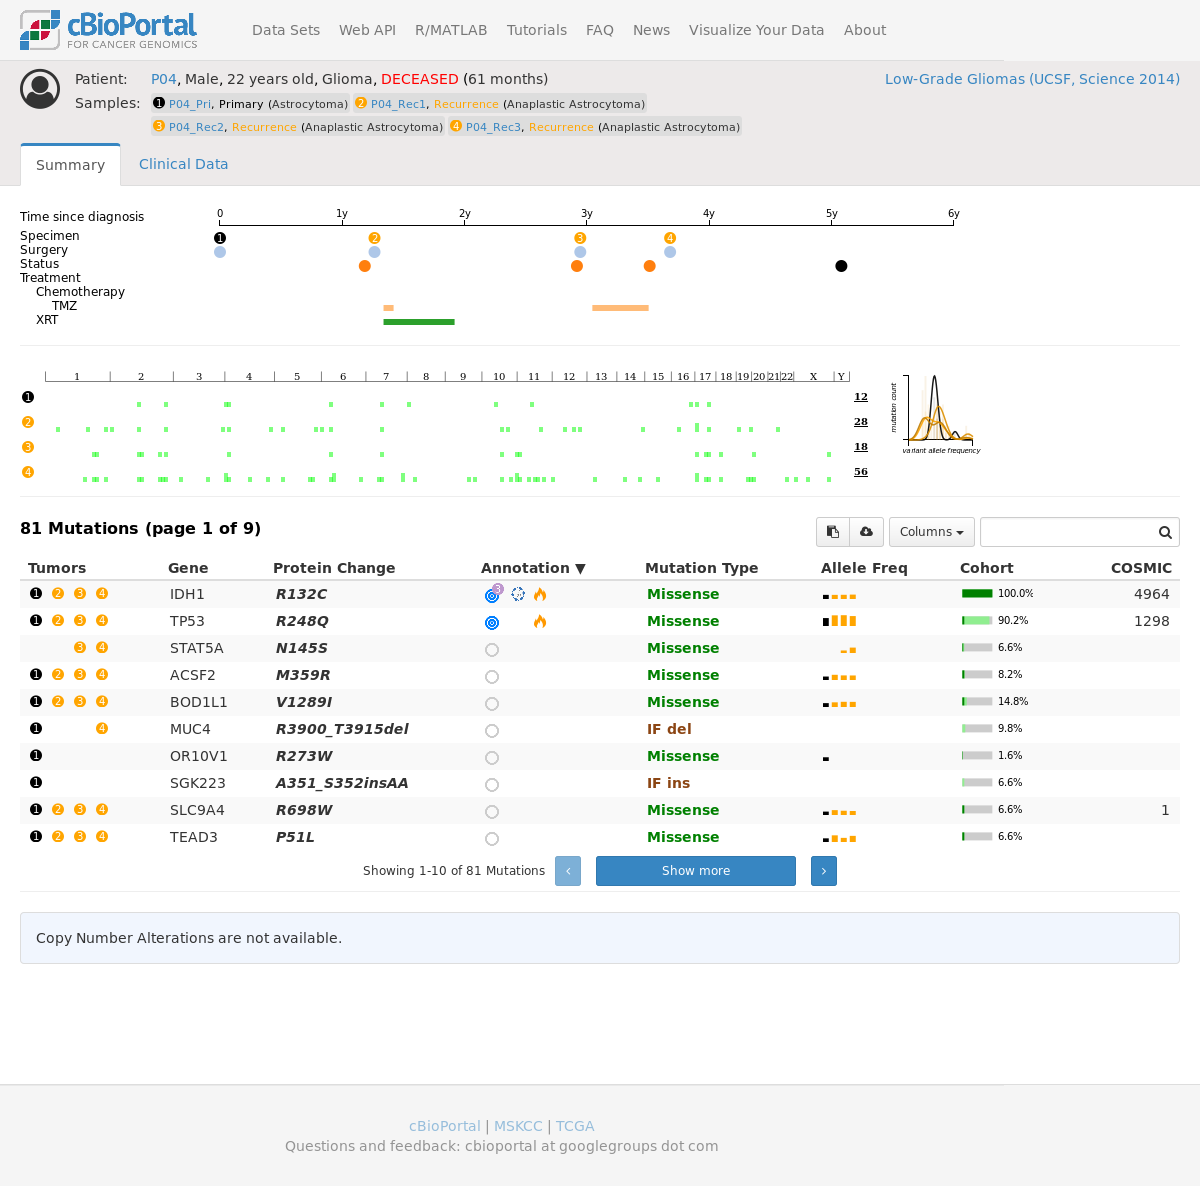 cBioPortal
FOR CANCER GENOMICS
Data Sets Web API R/MATLAB Tutorials FAQ News Visualize Your Data About
Patient: P04, Male, 22 years old, Glioma, DECEASED (61 months) Low-Grade Gliomas (UCSF, Science 2014)
Samples: 1 P04_Pri, Primary (Astrocytoma) 2 P04_Rec1, Recurrence (Anaplastic Astrocytoma)
3 P04_Rec2, Recurrence (Anaplastic Astrocytoma) 4 P04_Rec3, Recurrence (Anaplastic Astrocytoma)
Summary Clinical Data
Time since diagnosis 0 1y 2y 3y 4y 5y 6y
Specimen 1 2 3 4
Surgery
Status
Treatment
Chemotherapy
TMZ
XRT
1 2 3 4 5 6 7 8 9 10 11 12 13 14 15 16 17 18 19 20 21 22 X Y
1 12
2 28
3 18
4 56
mutation count
variant allele frequency
81 Mutations (page 1 of 9) Columns
Tumors Gene Protein Change Annotation ▼ Mutation Type Allele Freq Cohort COSMIC
1 2 3 4 IDH1 R132C 3 Missense 100.0% 4964
1 2 3 4 TP53 R248Q Missense 90.2% 1298
3 4 STAT5A N145S Missense 6.6%
1 2 3 4 ACSF2 M359R Missense 8.2%
1 2 3 4 BOD1L1 V1289I Missense 14.8%
1 4 MUC4 R3900_T3915del IF del 9.8%
1 OR10V1 R273W Missense 1.6%
1 SGK223 A351_S352insAA IF ins 6.6%
1 2 3 4 SLC9A4 R698W Missense 6.6% 1
1 2 3 4 TEAD3 P51L Missense 6.6%
Showing 1-10 of 81 Mutations ‹ Show more ›
Copy Number Alterations are not available.
cBioPortal | MSKCC | TCGA
Questions and feedback: cbioportal at googlegroups dot com